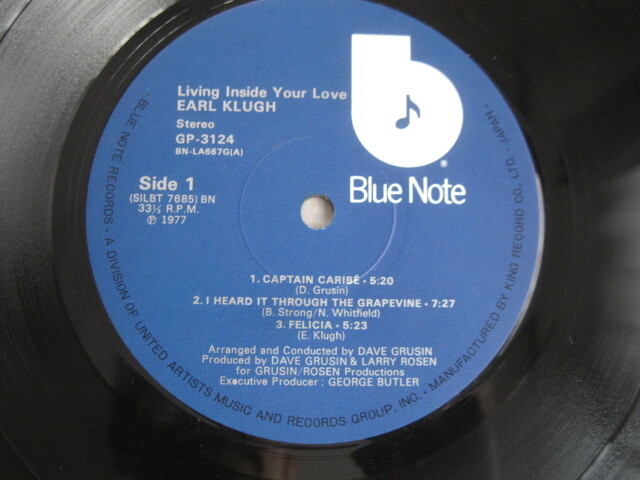 Living Inside Your Love
EARL KLUGH
Stereo
GP-3124
BN-LA667G(A)
Side 1
(SILBT 7685) BN
33⅓ R.P.M.
℗ 1977
b
®
Blue Note
1. CAPTAIN CARIBĒ • 5:20
(D. Grusin)
2. I HEARD IT THROUGH THE GRAPEVINE • 7:27
(B. Strong/N. Whitfield)
3. FELICIA • 5:23
(E. Klugh)
Arranged and Conducted by DAVE GRUSIN
Produced by DAVE GRUSIN & LARRY ROSEN
for GRUSIN/ROSEN Productions
Executive Producer : GEORGE BUTLER
• BLUE NOTE RECORDS • A DIVISION OF UNITED ARTISTS MUSIC AND RECORDS GROUP, INC. • MANUFACTURED BY KING RECORD CO., LTD. • JAPAN •